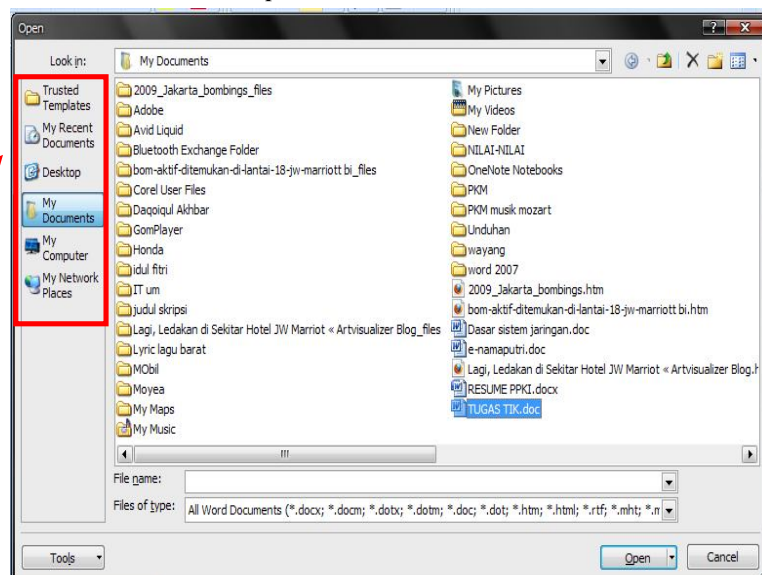 Open
Look in:
My Documents
Trusted
Templates
My Recent
Documents
Desktop
My
Documents
My
Computer
My Network
Places
2009_Jakarta_bombings_files
Adobe
Avid Liquid
Bluetooth Exchange Folder
bom-aktif-ditemukan-di-lantai-18-jw-marriott bi_files
Corel User Files
Daqoiqul Akhbar
GomPlayer
Honda
idul fitri
IT um
judul skripsi
Lagi, Ledakan di Sekitar Hotel JW Marriot « Artvisualizer Blog_files
Lyric lagu barat
MObil
Moyea
My Maps
My Music
My Pictures
My Videos
New Folder
NILAI-NILAI
OneNote Notebooks
PKM
PKM musik mozart
Unduhan
wayang
word 2007
2009_Jakarta_bombings.htm
bom-aktif-ditemukan-di-lantai-18-jw-marriott bi.htm
Dasar sistem jaringan.doc
e-namaputri.doc
Lagi, Ledakan di Sekitar Hotel JW Marriot « Artvisualizer Blog.h
RESUME PPKI.docx
TUGAS TIK.doc
File name:
Files of type:
All Word Documents (*.docx; *.docm; *.dotx; *.dotm; *.doc; *.dot; *.htm; *.html; *.rtf; *.mht; *.m
Tools
Open
Cancel